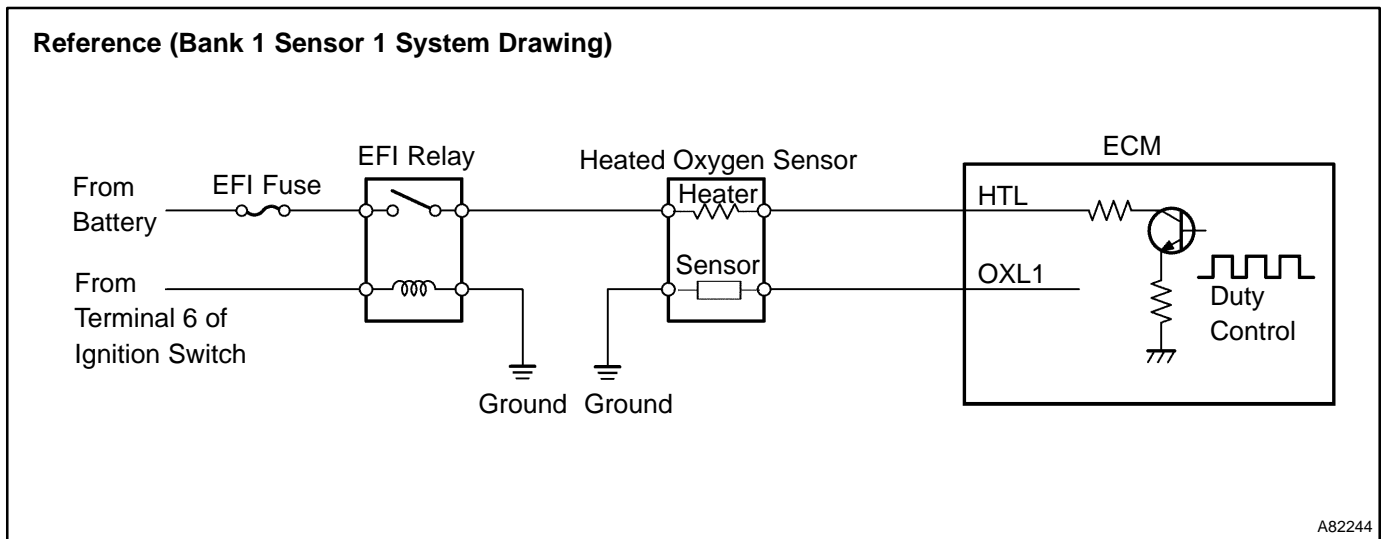 Reference (Bank 1 Sensor 1 System Drawing)
EFI Relay
Heated Oxygen Sensor
ECM
From
Battery
EFI Fuse
Heater
HTL
From
Terminal 6 of
Ignition Switch
Sensor
OXL1
Duty
Control
Ground
Ground
A82244